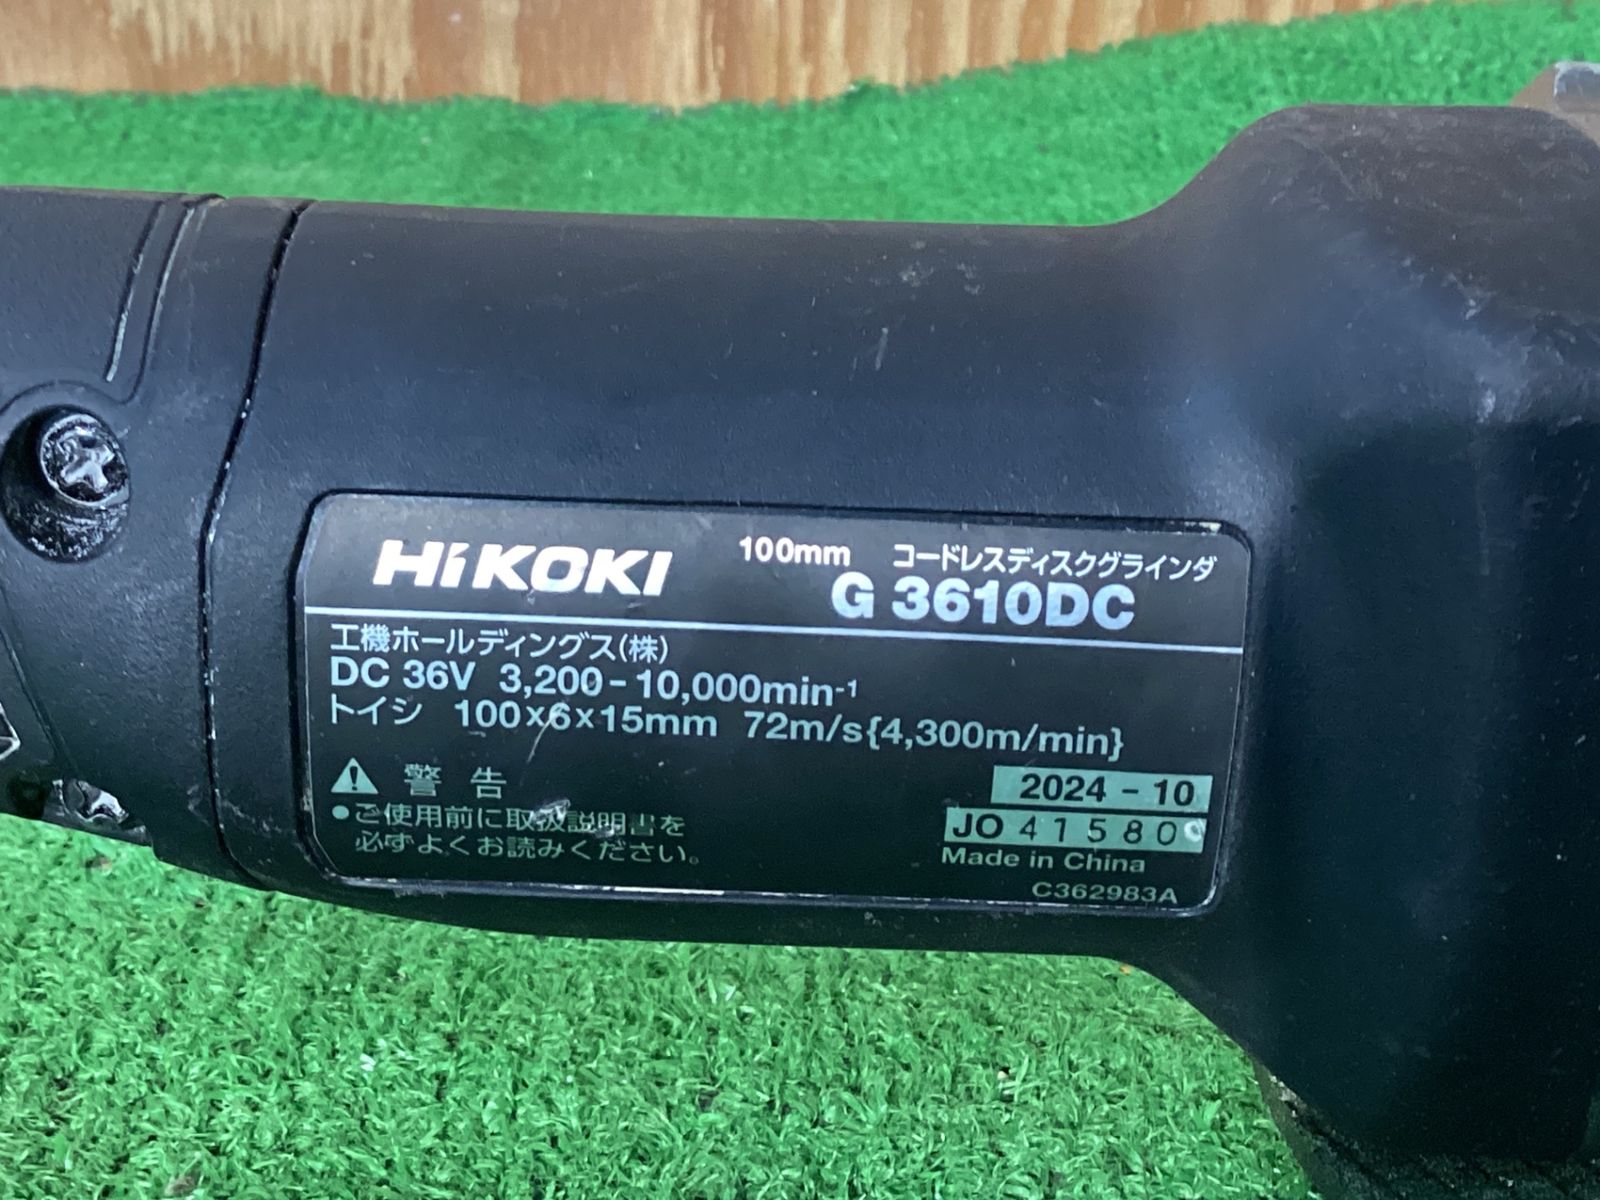 HiKOKI
100mm コードレスディスクグラインダ
G 3610DC
工機ホールディングス(株)
DC 36V 3,200-10,000min-1
トイシ 100×6×15mm 72m/s{4,300m/min}
⚠ 警告
●ご使用前に取扱説明書を
必ずよくお読みください。
2024-10
JO 41580
Made in China
C362983A